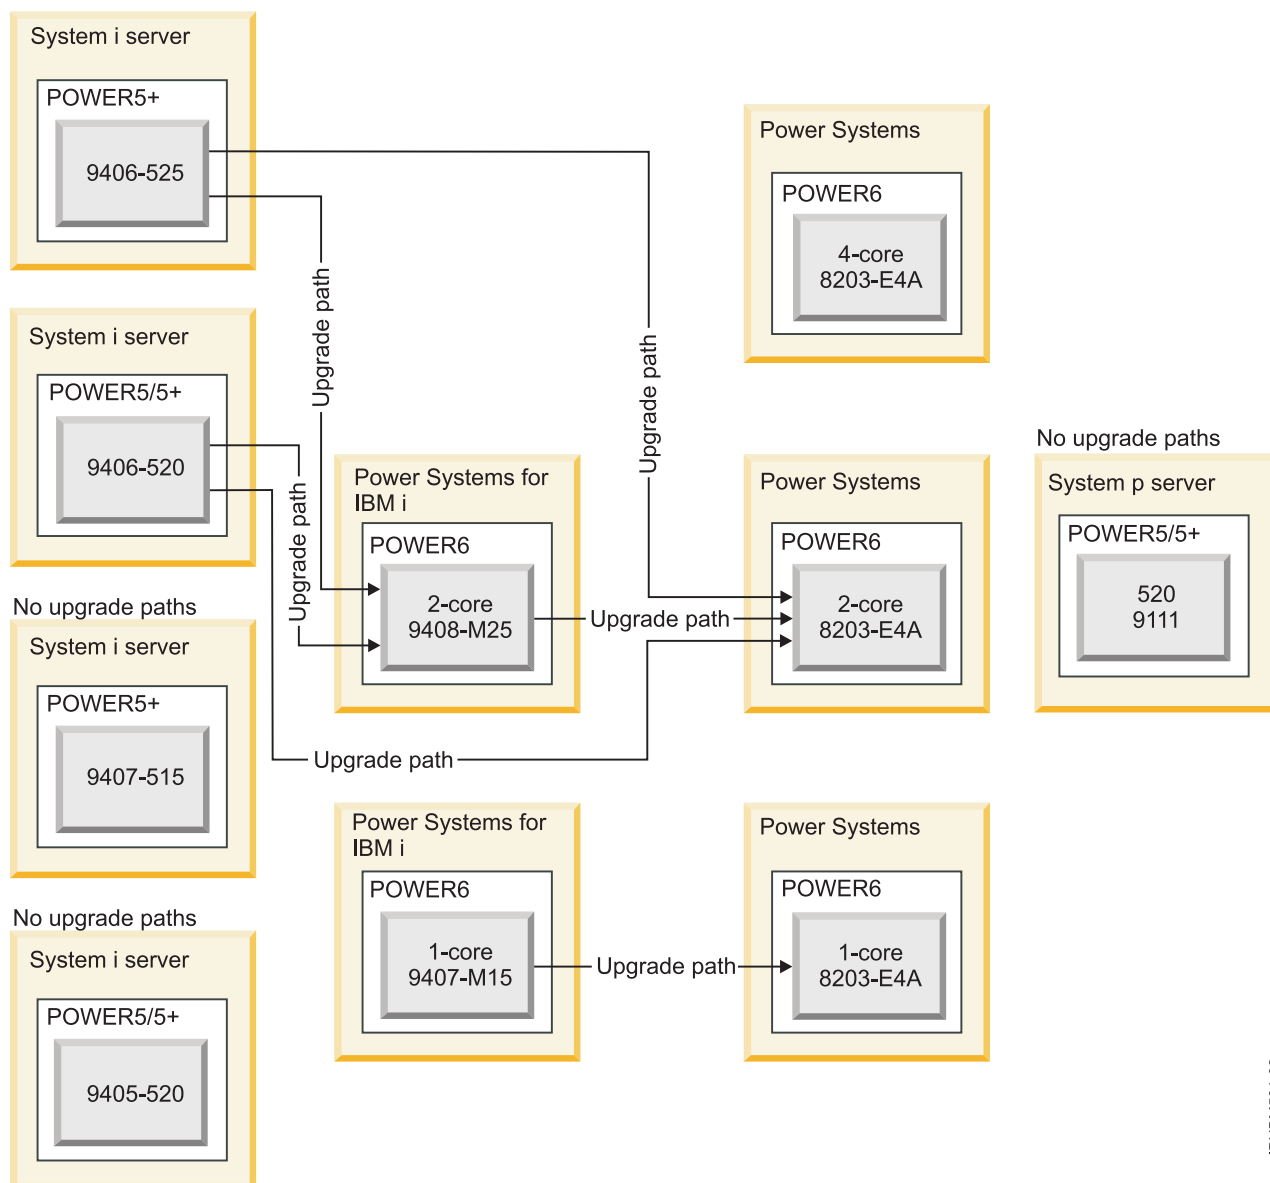 System i server
POWER5+
9406-525
Upgrade path
Upgrade path
Power Systems
POWER6
4-core
8203-E4A
System i server
POWER5/5+
9406-520
Upgrade path
Power Systems for
IBM i
POWER6
2-core
9408-M25
Upgrade path
Power Systems
POWER6
2-core
8203-E4A
No upgrade paths
System p server
POWER5/5+
520
9111
No upgrade paths
System i server
POWER5+
9407-515
Upgrade path
Power Systems for
IBM i
POWER6
1-core
9407-M15
Upgrade path
Power Systems
POWER6
1-core
8203-E4A
No upgrade paths
System i server
POWER5/5+
9405-520